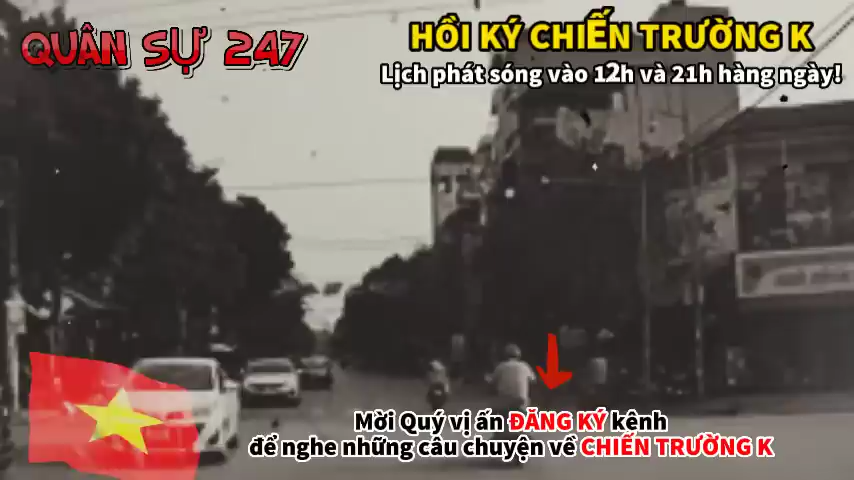 QUÂN SỰ 247
HỒI KÝ CHIẾN TRƯỜNG K
Lịch phát sóng vào 12h và 21h hàng ngày!
Mời Quý vị ấn ĐĂNG KÝ kênh
để nghe những câu chuyện về CHIẾN TRƯỜNG K